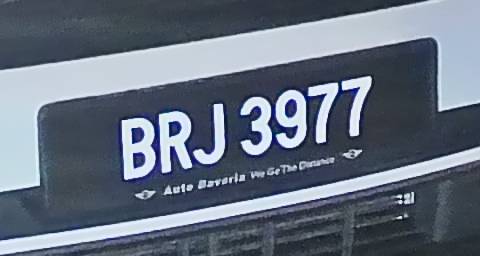 BRJ 3977
Auto Bavaria We Go The Distance